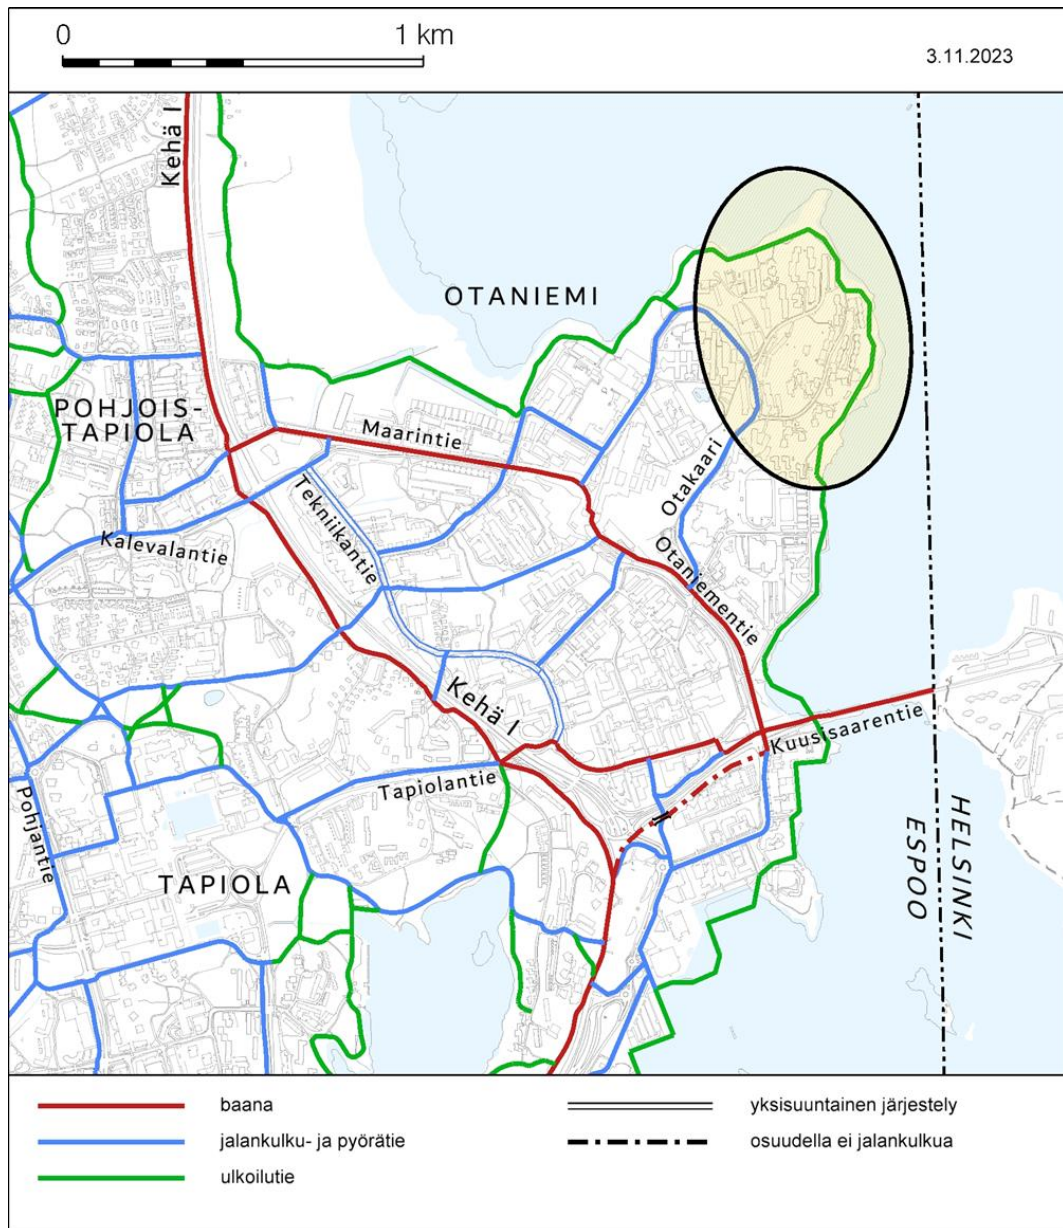 0
1 km
3.11.2023
Kehä I
OTANIEMI
POHJOIS-
TAPIOLA
Maarintie
Otakaari
Tekniikantie
Kalevalantie
Otaniementie
Kehä I
Kuusisaarentie
Tapiolantie
Pohjantie
TAPIOLA
HELSINKI
ESPOO
baana
yksisuuntainen järjestely
jalankulku- ja pyörätie
osuudella ei jalankulkua
ulkoilutie